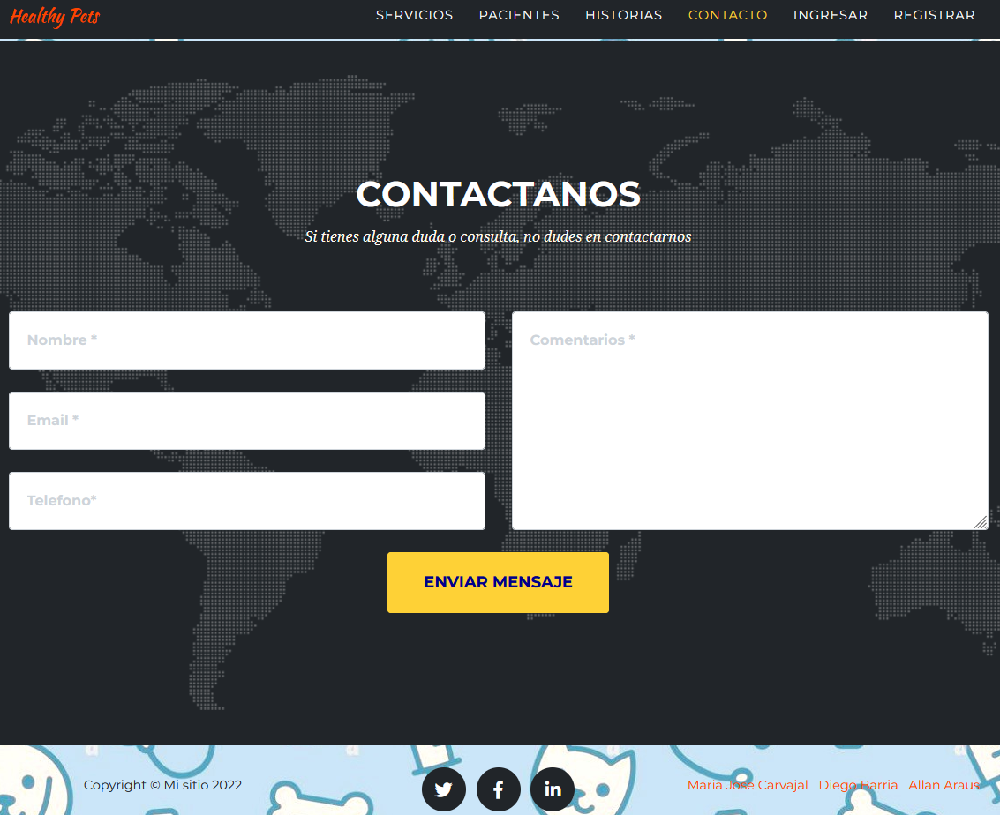 Healthy Pets SERVICIOS PACIENTES HISTORIAS CONTACTO INGRESAR REGISTRAR
CONTACTANOS
Si tienes alguna duda o consulta, no dudes en contactarnos
Nombre *
Comentarios *
Email *
Telefono*
ENVIAR MENSAJE
Copyright © Mi sitio 2022 Maria Jose Carvajal Diego Barria Allan Araus